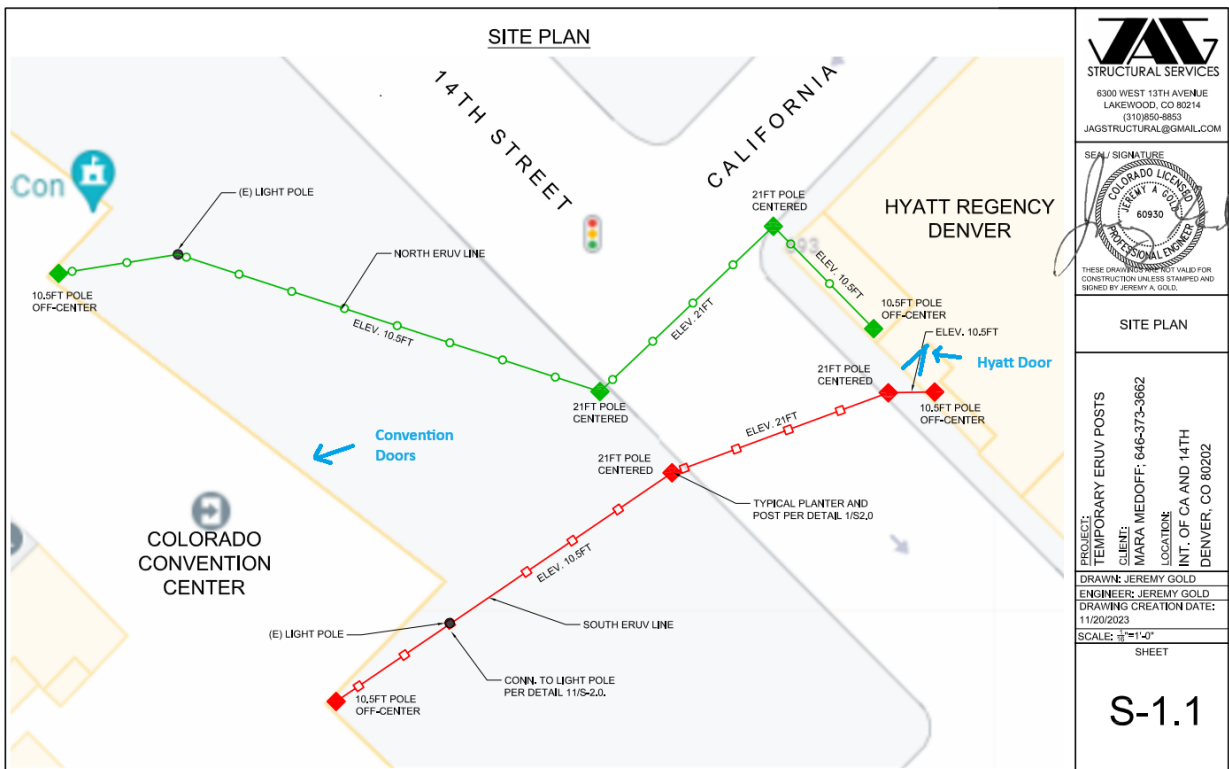 SITE PLAN
14TH STREET
CALIFORNIA
Con
(E) LIGHT POLE
NORTH ERUV LINE
10.5FT POLE
OFF-CENTER
ELEV. 10.5FT
21FT POLE
CENTERED
ELEV. 21FT
21FT POLE
CENTERED
93
HYATT REGENCY
DENVER
ELEV. 10.5FT
10.5FT POLE
OFF-CENTER
ELEV. 10.5FT
Hyatt Door
21FT POLE
CENTERED
10.5FT POLE
OFF-CENTER
ELEV. 21FT
Convention
Doors
21FT POLE
CENTERED
TYPICAL PLANTER AND
POST PER DETAIL 1/S2.0
COLORADO
CONVENTION
CENTER
ELEV. 10.5FT
(E) LIGHT POLE
SOUTH ERUV LINE
CONN. TO LIGHT POLE
PER DETAIL 11/S-2.0.
10.5FT POLE
OFF-CENTER
JAG
STRUCTURAL SERVICES
6300 WEST 13TH AVENUE
LAKEWOOD, CO 80214
(310)850-8853
JAGSTRUCTURAL@GMAIL.COM
SEAL/ SIGNATURE
COLORADO LICENSED
JEREMY A GOLD
60930
PROFESSIONAL ENGINEER
THESE DRAWINGS ARE NOT VALID FOR
CONSTRUCTION UNLESS STAMPED AND
SIGNED BY JEREMY A. GOLD.
SITE PLAN
PROJECT:
TEMPORARY ERUV POSTS
CLIENT:
MARA MEDOFF; 646-373-3662
LOCATION:
INT. OF CA AND 14TH
DENVER, CO 80202
DRAWN: JEREMY GOLD
ENGINEER: JEREMY GOLD
DRAWING CREATION DATE:
11/20/2023
SCALE: "=1'-0"
SHEET
S-1.1